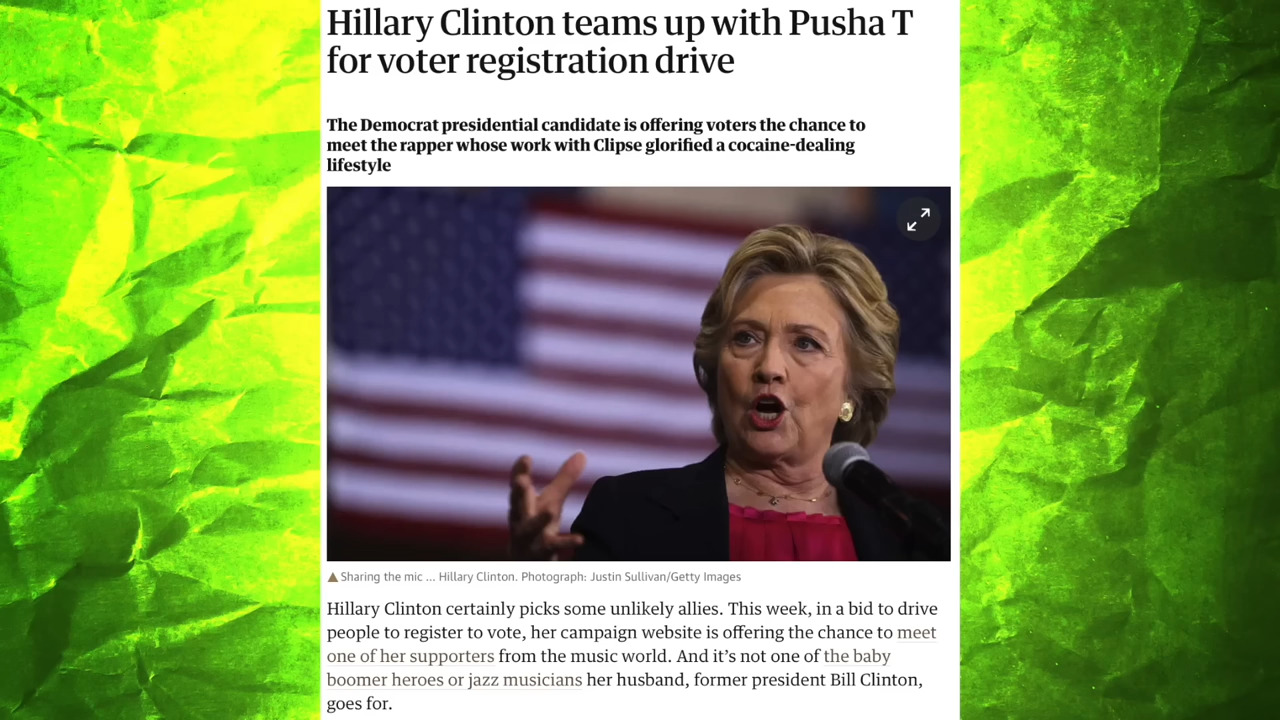 Hillary Clinton teams up with Pusha T
for voter registration drive
The Democrat presidential candidate is offering voters the chance to
meet the rapper whose work with Clipse glorified a cocaine-dealing
lifestyle
Sharing the mic … Hillary Clinton. Photograph: Justin Sullivan/Getty Images
Hillary Clinton certainly picks some unlikely allies. This week, in a bid to drive
people to register to vote, her campaign website is offering the chance to meet
one of her supporters from the music world. And it’s not one of the baby
boomer heroes or jazz musicians her husband, former president Bill Clinton,
goes for.